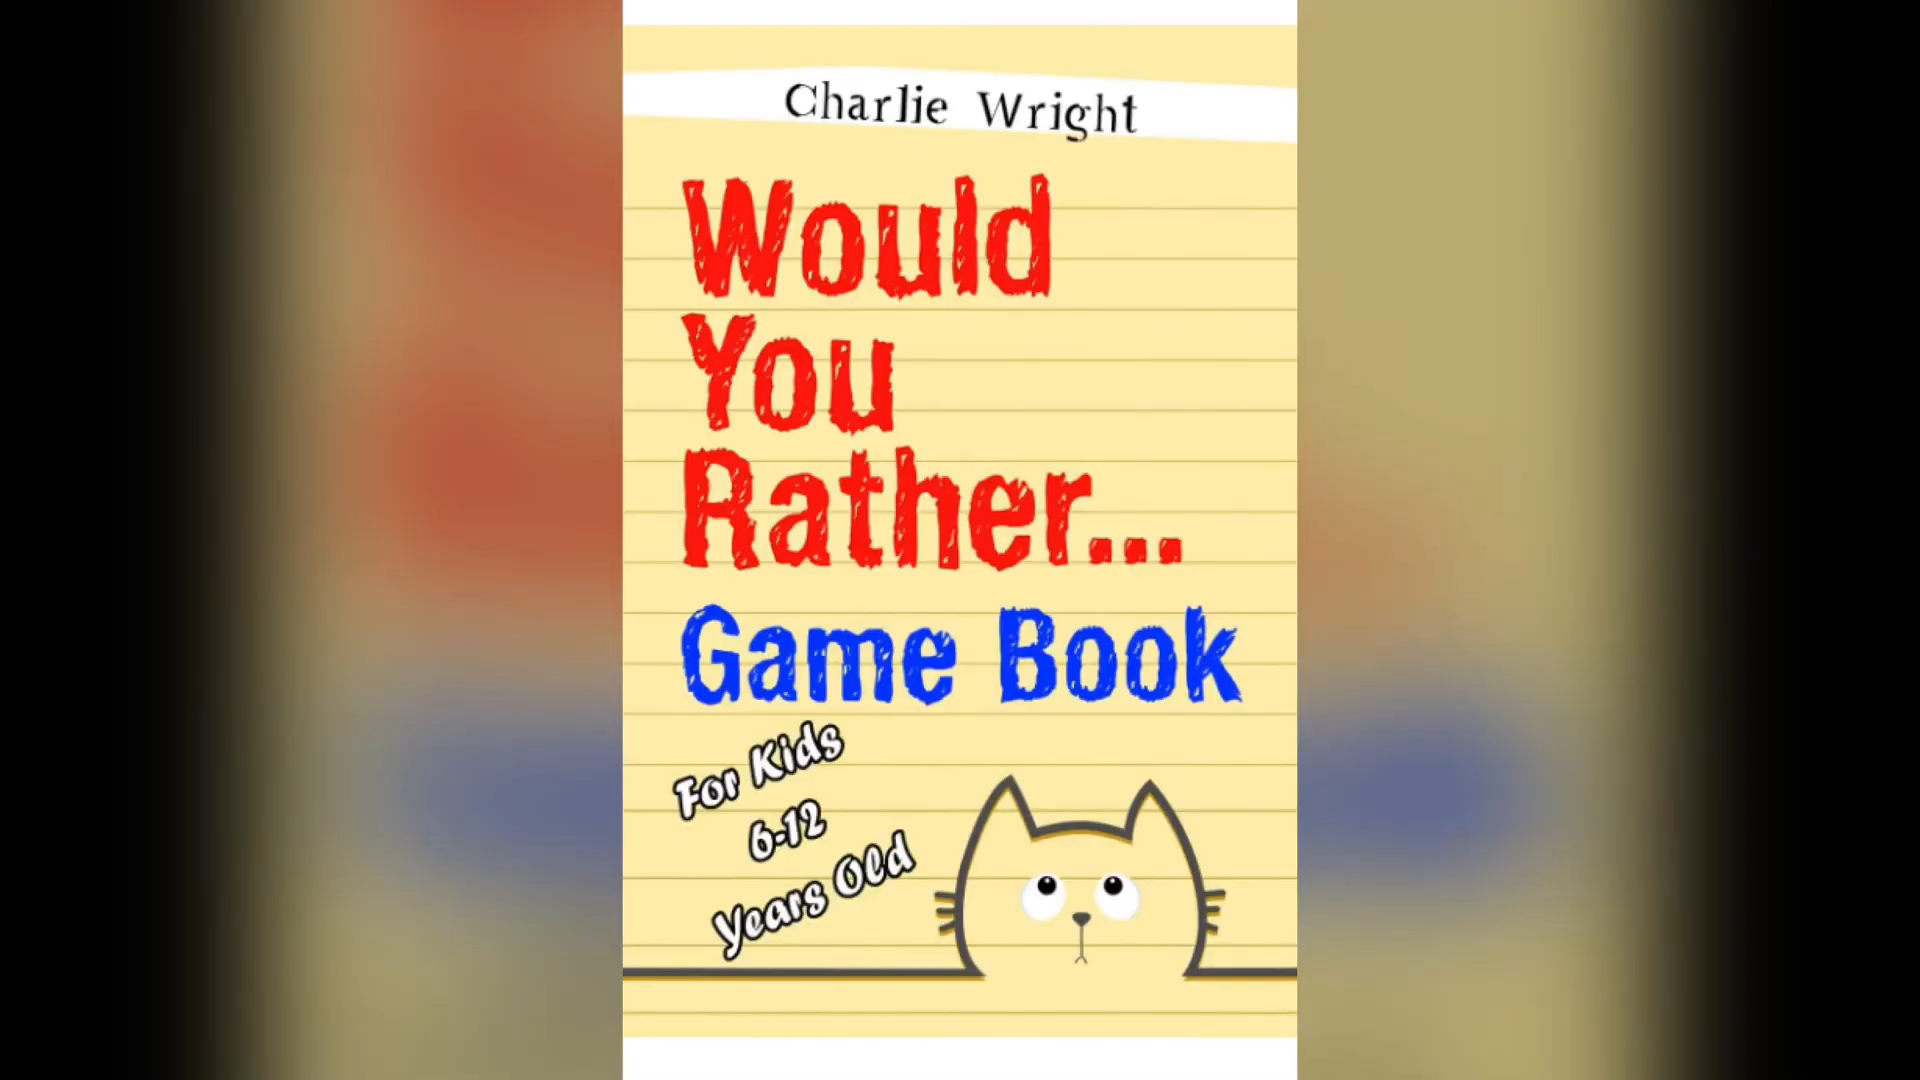 Charlie Wright
Would
You
Rather...
Game Book
For Kids
6-12
Years Old